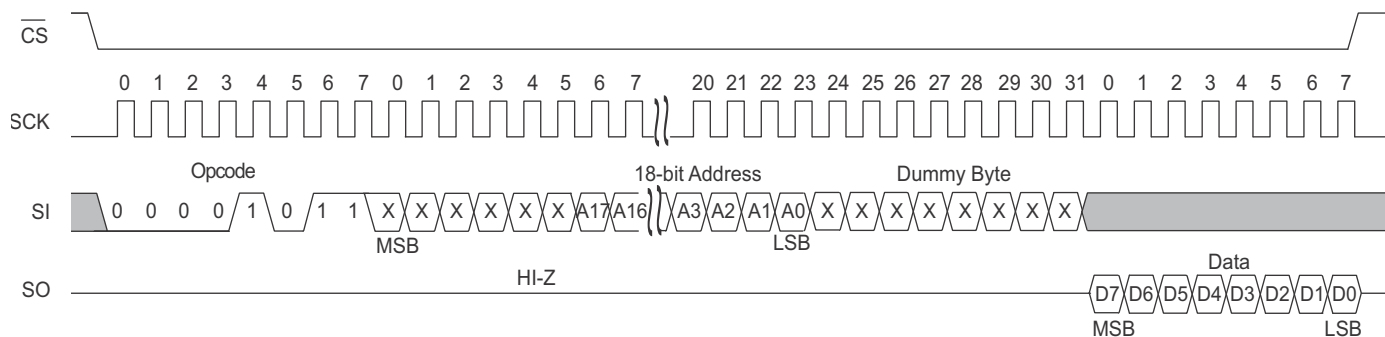 CS
0 1 2 3 4 5 6 7 0 1 2 3 4 5 6 7 20 21 22 23 24 25 26 27 28 29 30 31 0 1 2 3 4 5 6 7
SCK
Opcode 18-bit Address Dummy Byte
SI 0 0 0 0 1 0 1 1 X X X X X X A17 A16 A3 A2 A1 A0 X X X X X X X X
MSB LSB
HI-Z Data
SO D7 D6 D5 D4 D3 D2 D1 D0
MSB LSB